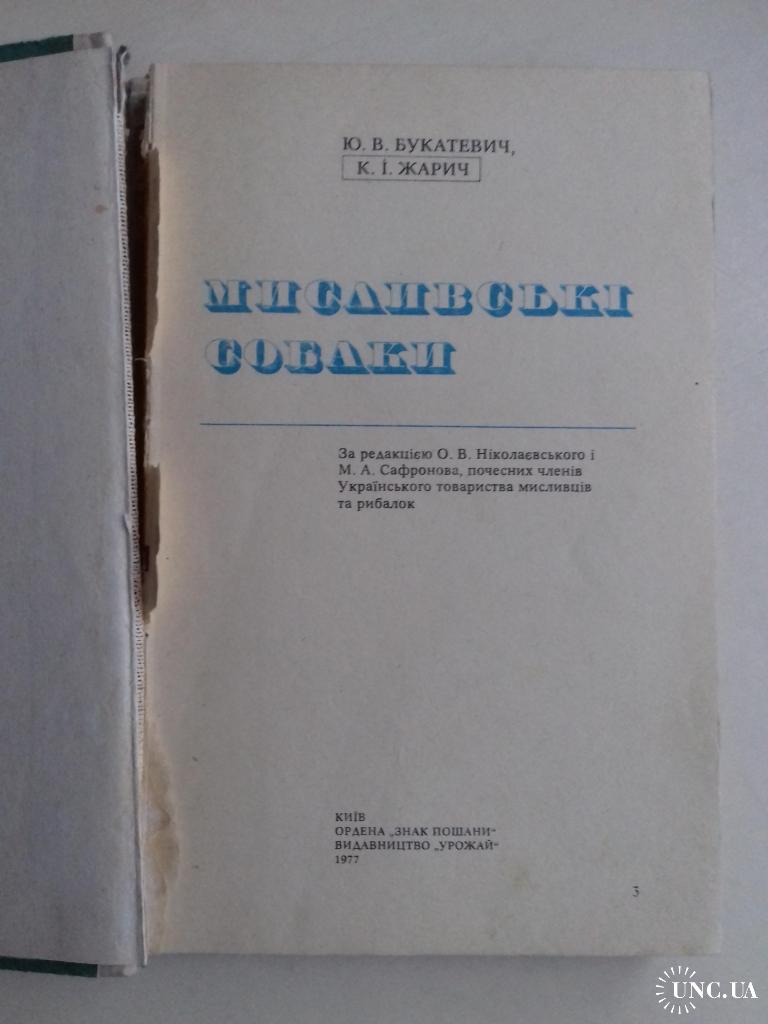 Ю. В. БУКАТЕВИЧ,
К. І. ЖАРИЧ
МИСЛИВСЬКІ
СОБАКИ
За редакцією О. В. Ніколаєвського і
М. А. Сафронова, почесних членів
Українського товариства мисливців
та рибалок
КИЇВ
ОРДЕНА „ЗНАК ПОШАНИ"
ВИДАВНИЦТВО „УРОЖАЙ"
1977
3
UNC.UA